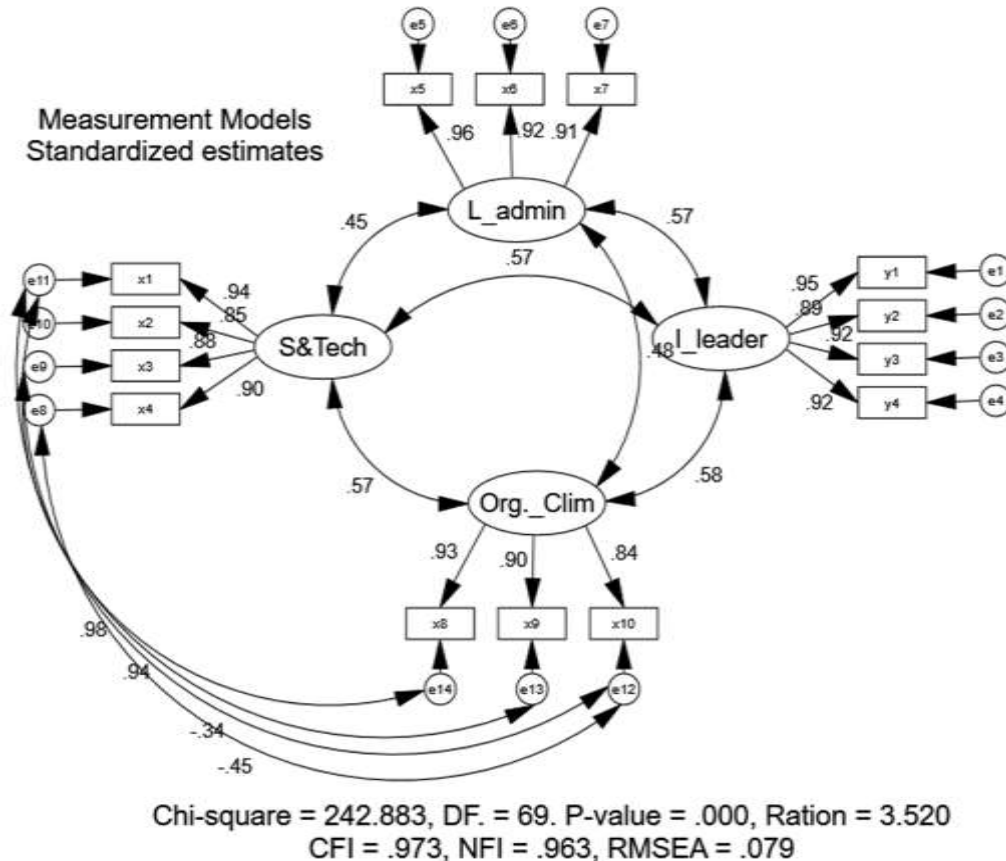 e5 e6 e7
x5 x6 x7
Measurement Models
Standardized estimates
.96 .92 .91
L_admin
.45 .57
.57
e11 x1 .94
e10 x2 .85
e9 x3 .88
e8 x4 .90
S&Tech
I_leader
.95 y1 e1
.89 y2 e2
.92 y3 e3
.92 y4 e4
.48
.57 .58
Org._Clim
.93 .90 .84
x8 x9 x10
e14 e13 e12
.98
.94
-.34
-.45
Chi-square = 242.883, DF. = 69. P-value = .000, Ration = 3.520
CFI = .973, NFI = .963, RMSEA = .079